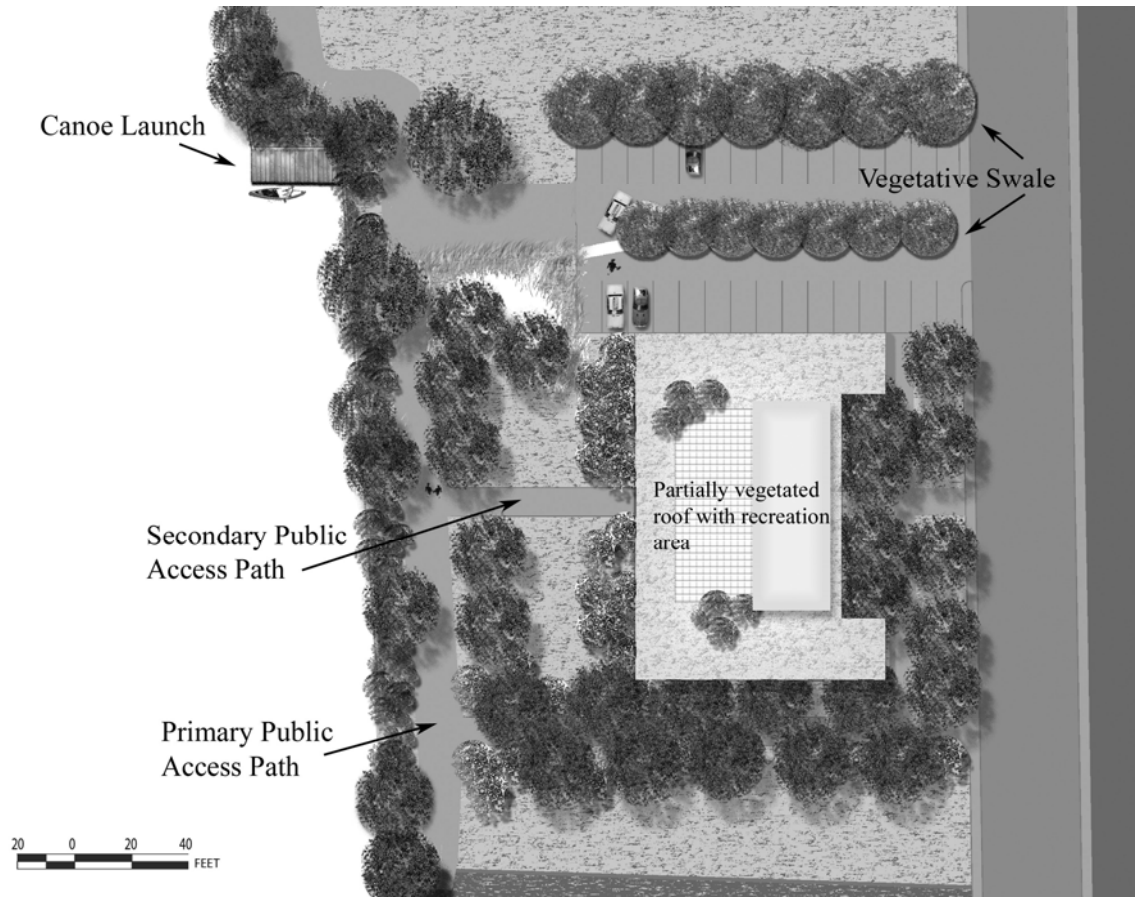 Canoe Launch
Vegetative Swale
Partially vegetated
roof with recreation
area
Secondary Public
Access Path
Primary Public
Access Path
20 0 20 40
FEET